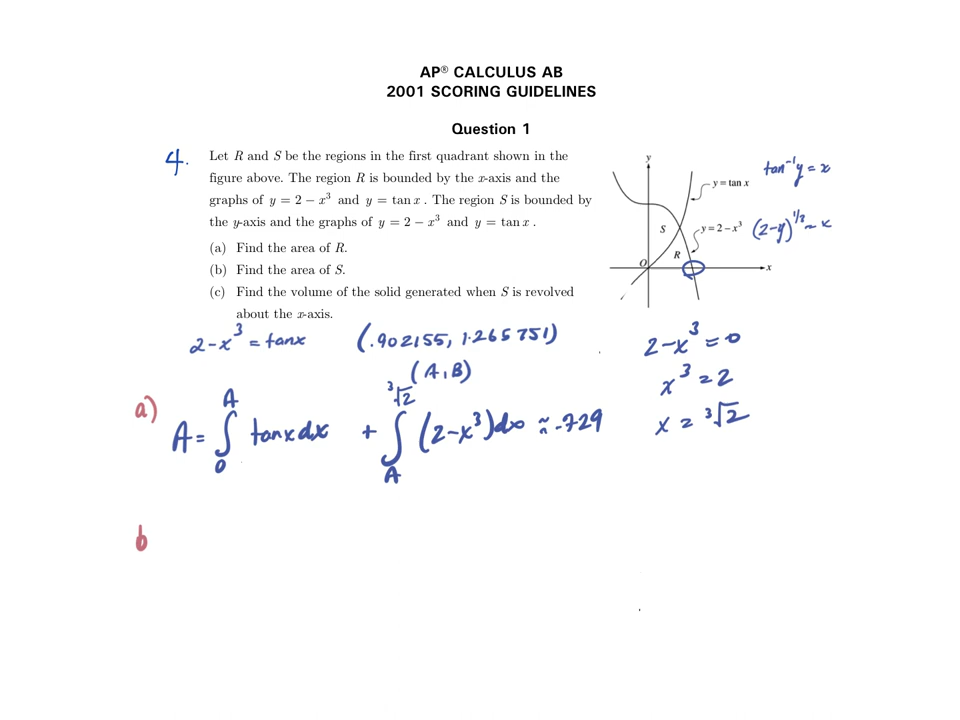 AP® CALCULUS AB
2001 SCORING GUIDELINES
Question 1
4.
Let R and S be the regions in the first quadrant shown in the
figure above. The region R is bounded by the x-axis and the
graphs of y = 2 − x³ and y = tan x . The region S is bounded by
the y-axis and the graphs of y = 2 − x³ and y = tan x .
(a) Find the area of R.
(b) Find the area of S.
(c) Find the volume of the solid generated when S is revolved
about the x-axis.
y
y = tan x
tan⁻¹y = x
S
y = 2 − x³
(2-y)^1/3 = x
R
O
x
2-x³ = tanx
(.902155, 1.265751)
(A,B)
2-x³ = 0
x³ = 2
x = ³√2
a)
A = ∫₀^A tanx dx + ∫_A^³√2 (2-x³)dx ≈ .729
b